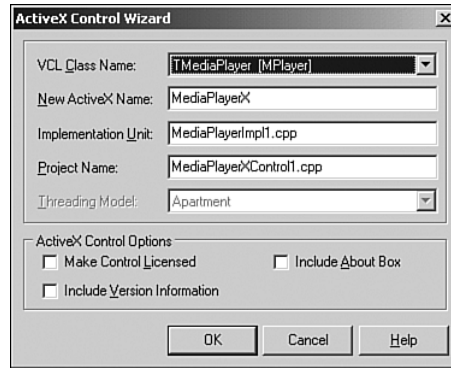 ActiveX Control Wizard
VCL Class Name: TMediaPlayer [MPlayer]
New ActiveX Name: MediaPlayerX
Implementation Unit: MediaPlayerImpl1.cpp
Project Name: MediaPlayerXControl1.cpp
Threading Model: Apartment
ActiveX Control Options
Make Control Licensed Include About Box
Include Version Information
OK Cancel Help